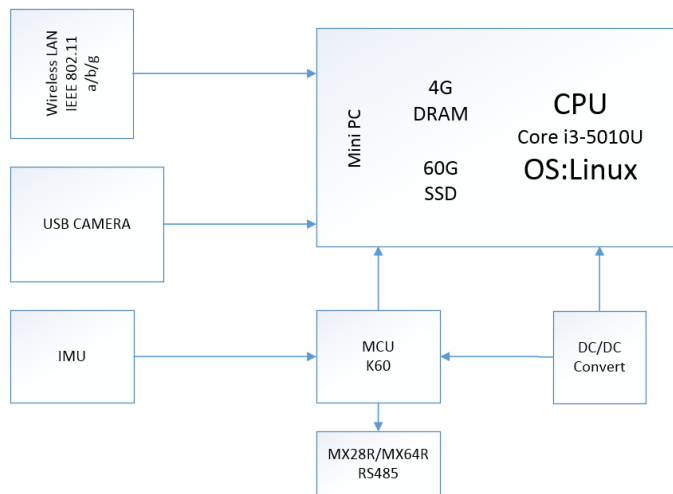 Wireless LAN
IEEE 802.11
a/b/g
Mini PC
4G
DRAM
60G
SSD
CPU
Core i3-5010U
OS:Linux
USB CAMERA
IMU
MCU
K60
DC/DC
Convert
MX28R/MX64R
RS485